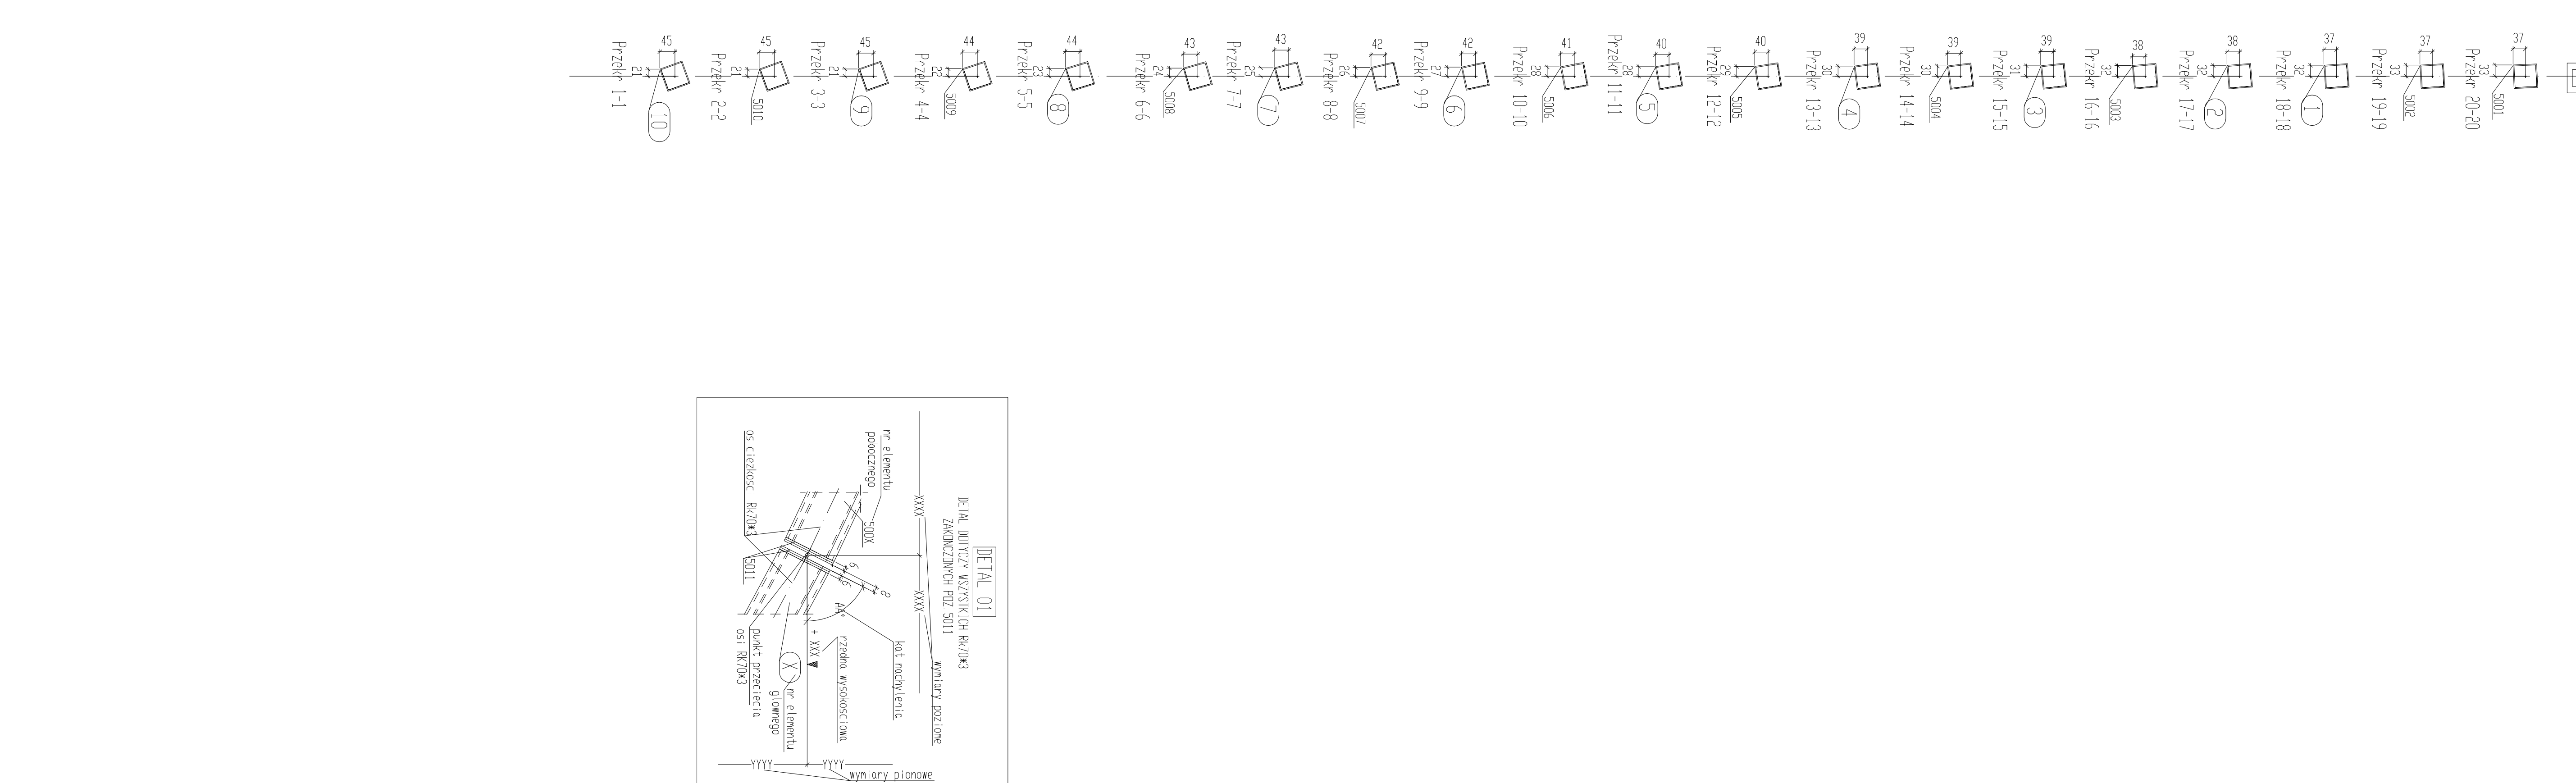 45
21
Przekr 1-1
10
45
21
Przekr 2-2
5010
45
21
Przekr 3-3
9
44
22
Przekr 4-4
5009
44
23
Przekr 5-5
8
43
24
Przekr 6-6
5008
43
25
Przekr 7-7
7
42
26
Przekr 8-8
5007
42
27
Przekr 9-9
6
41
28
Przekr 10-10
5006
40
28
Przekr 11-11
5
40
29
Przekr 12-12
5005
39
30
Przekr 13-13
4
39
30
Przekr 14-14
5004
39
31
Przekr 15-15
3
38
32
Przekr 16-16
5003
38
32
Przekr 17-17
2
37
32
Przekr 18-18
1
37
33
Przekr 19-19
5002
37
33
Przekr 20-20
5001
DETAL 01
DETAL DOTYCZY WSZYSTKICH Rk70*3
ZAKONCZONYCH POZ. 5011
XXXX
XXXX
wymiary poziome
nr elementu
pobocznego
500X
os ciezkosci Rk70*3
5011
6
6
8
AA°
kat nachylenia
rzedna wysokosciowa
+ XXX
X
nr elementu
glownego
punkt przeciecia
osi RK70*3
YYYY
YYYY
wymiary pionowe